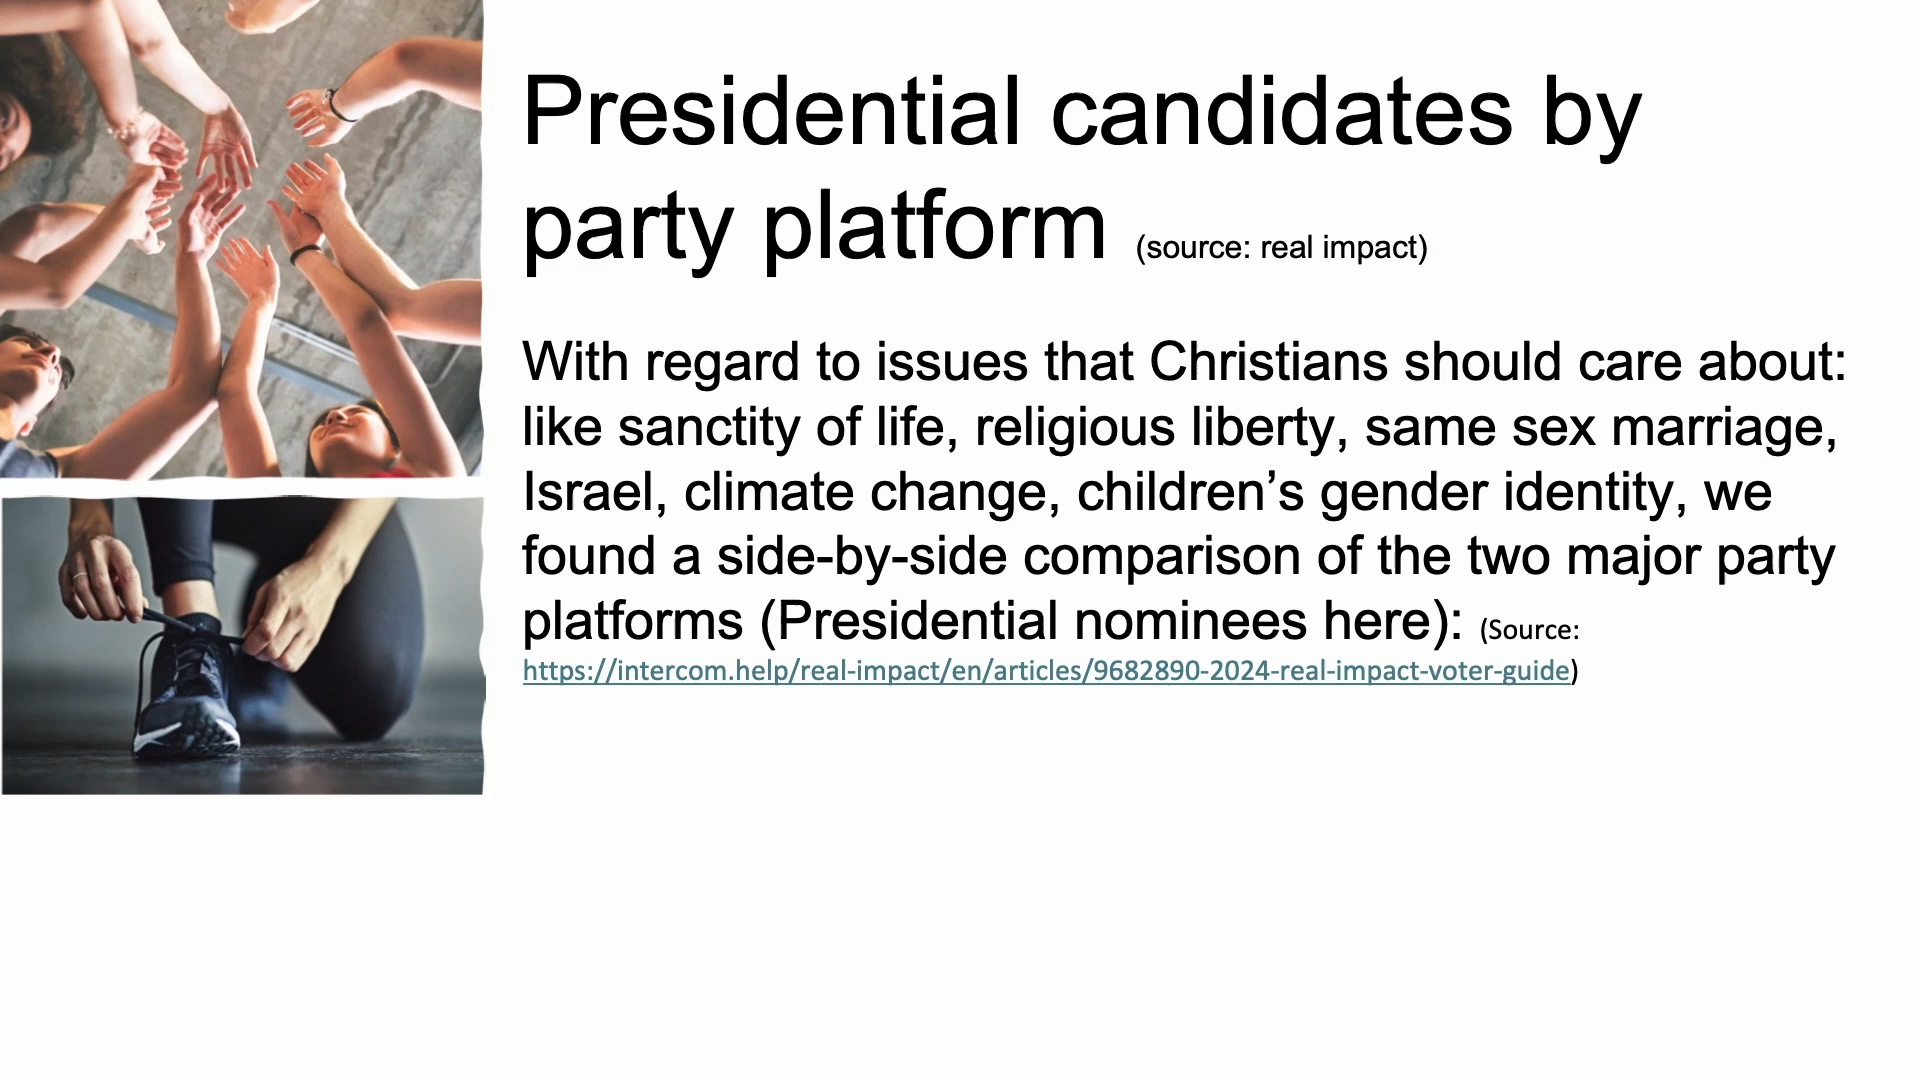 Presidential candidates by
party platform (source: real impact)
With regard to issues that Christians should care about:
like sanctity of life, religious liberty, same sex marriage,
Israel, climate change, children’s gender identity, we
found a side-by-side comparison of the two major party
platforms (Presidential nominees here): (Source:
https://intercom.help/real-impact/en/articles/9682890-2024-real-impact-voter-guide)